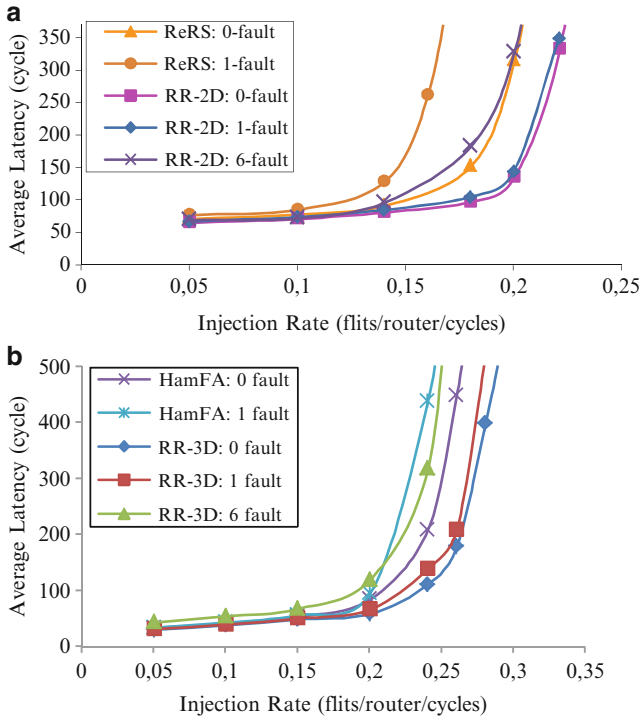 a
350
300
250
200
150
100
50
0
Average Latency (cycle)
ReRS: 0-fault
ReRS: 1-fault
RR-2D: 0-fault
RR-2D: 1-fault
RR-2D: 6-fault
0 0,05 0,1 0,15 0,2 0,25
Injection Rate (flits/router/cycles)
b
500
400
300
200
100
0
Average Latency (cycle)
HamFA: 0 fault
HamFA: 1 fault
RR-3D: 0 fault
RR-3D: 1 fault
RR-3D: 6 fault
0 0,05 0,1 0,15 0,2 0,25 0,3 0,35
Injection Rate (flits/router/cycles)